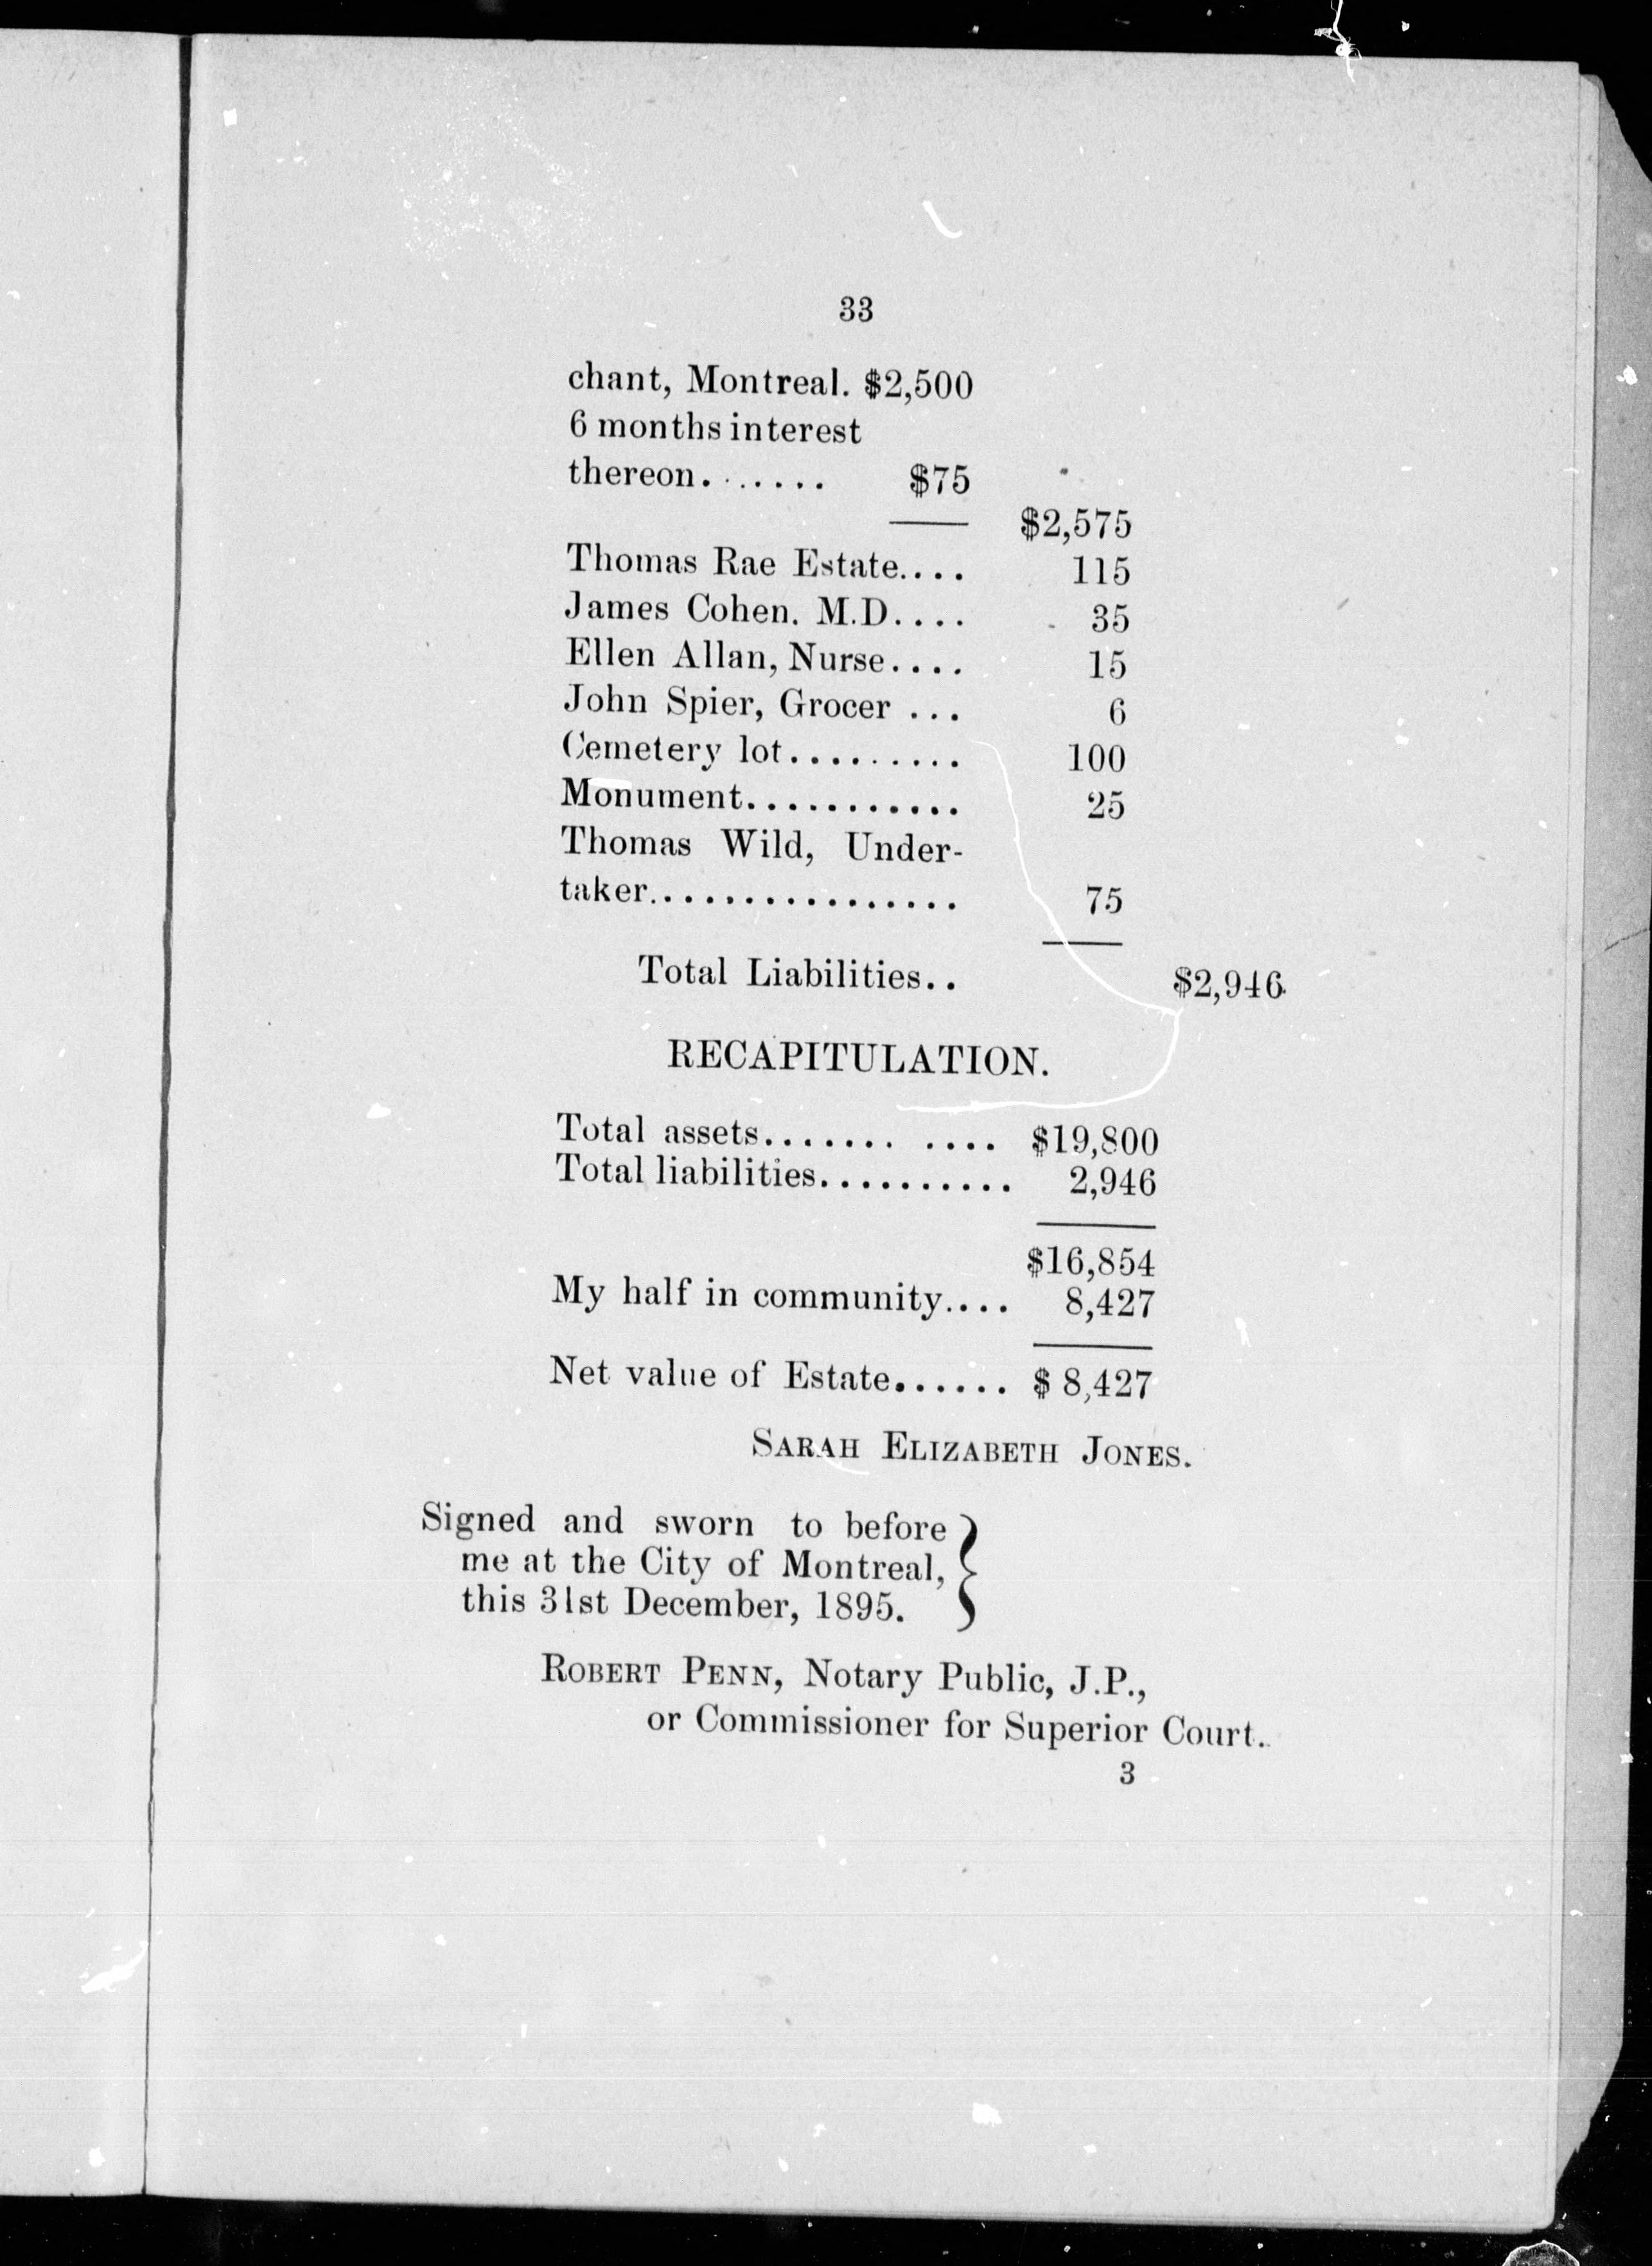 33
chant, Montreal. $2,500
6 months interest
thereon....... $75
$2,575
Thomas Rae Estate.... 115
James Cohen. M.D.... 35
Ellen Allan, Nurse.... 15
John Spier, Grocer ... 6
Cemetery lot......... 100
Monument........... 25
Thomas Wild, Under-
taker................ 75
Total Liabilities.. $2,946
RECAPITULATION.
Total assets....... .... $19,800
Total liabilities.......... 2,946
$16,854
My half in community.... 8,427
Net value of Estate...... $ 8,427
SARAH ELIZABETH JONES.
Signed and sworn to before
me at the City of Montreal,
this 31st December, 1895.
ROBERT PENN, Notary Public, J.P.,
or Commissioner for Superior Court.
3